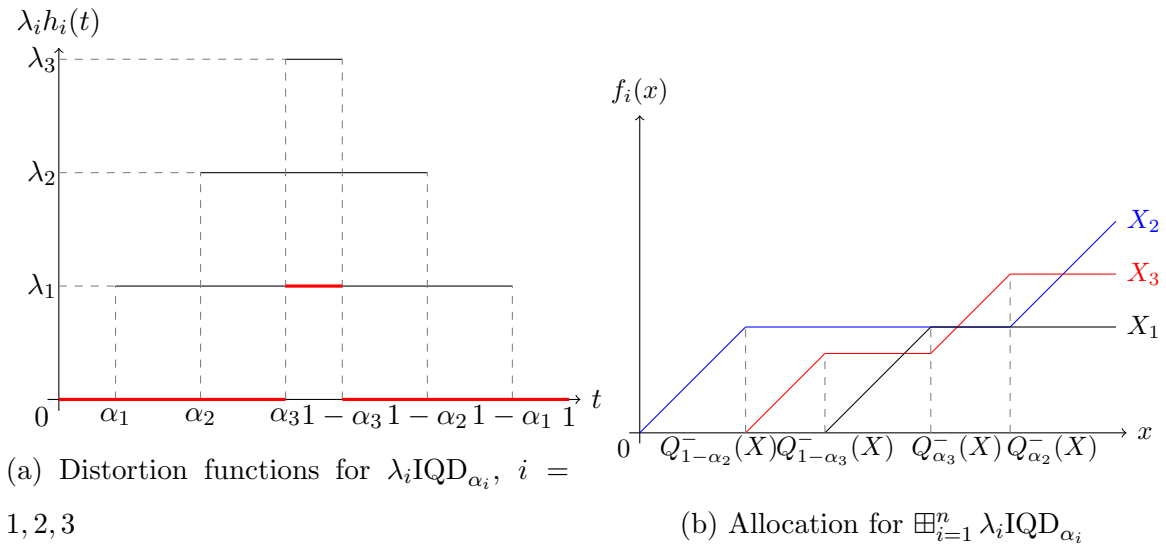 λ_i h_i(t)
λ_3
λ_2
λ_1
0
α_1
α_2
α_3
1 − α_3
1 − α_2
1 − α_1
1
t
(a) Distortion functions for λ_i IQD_{α_i}, i =
1, 2, 3
f_i(x)
X_2
X_3
X_1
0
Q^-_{1−α_2}(X)
Q^-_{1−α_3}(X)
Q^-_{α_3}(X)
Q^-_{α_2}(X)
x
(b) Allocation for ⊞^n_{i=1} λ_i IQD_{α_i}